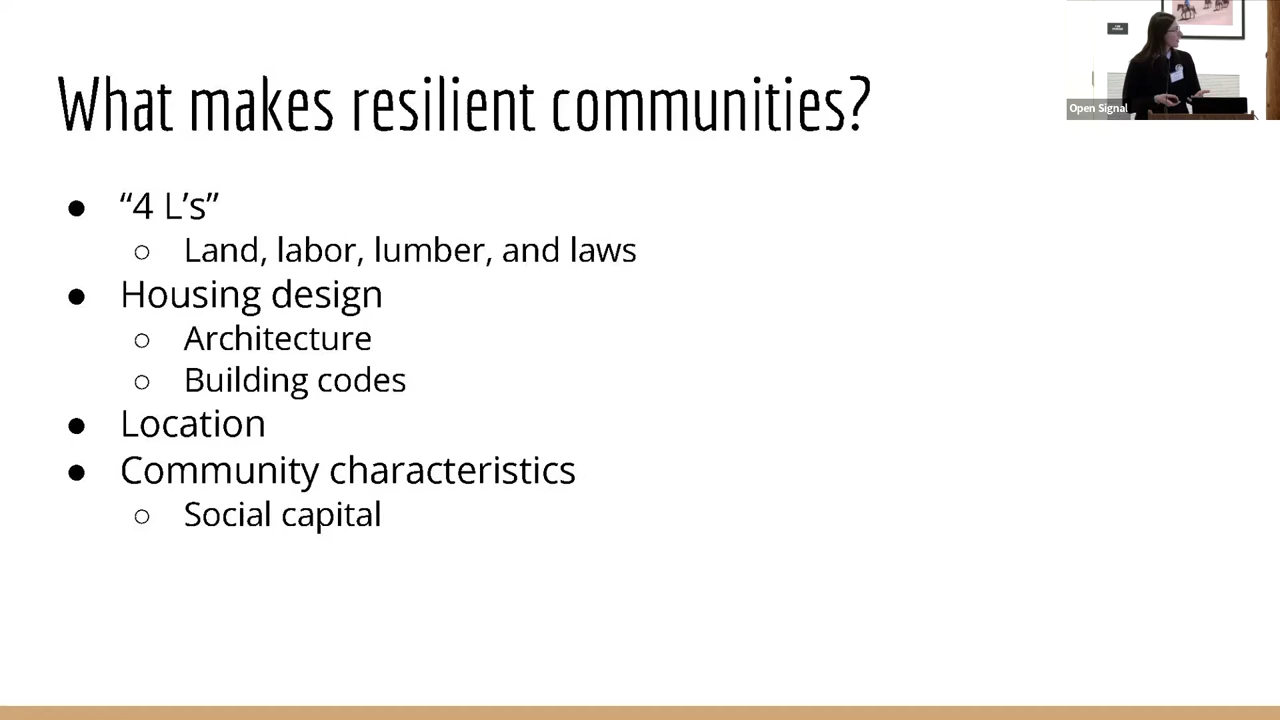 What makes resilient communities?
Open Signal
● “4 L’s”
○ Land, labor, lumber, and laws
● Housing design
○ Architecture
○ Building codes
● Location
● Community characteristics
○ Social capital